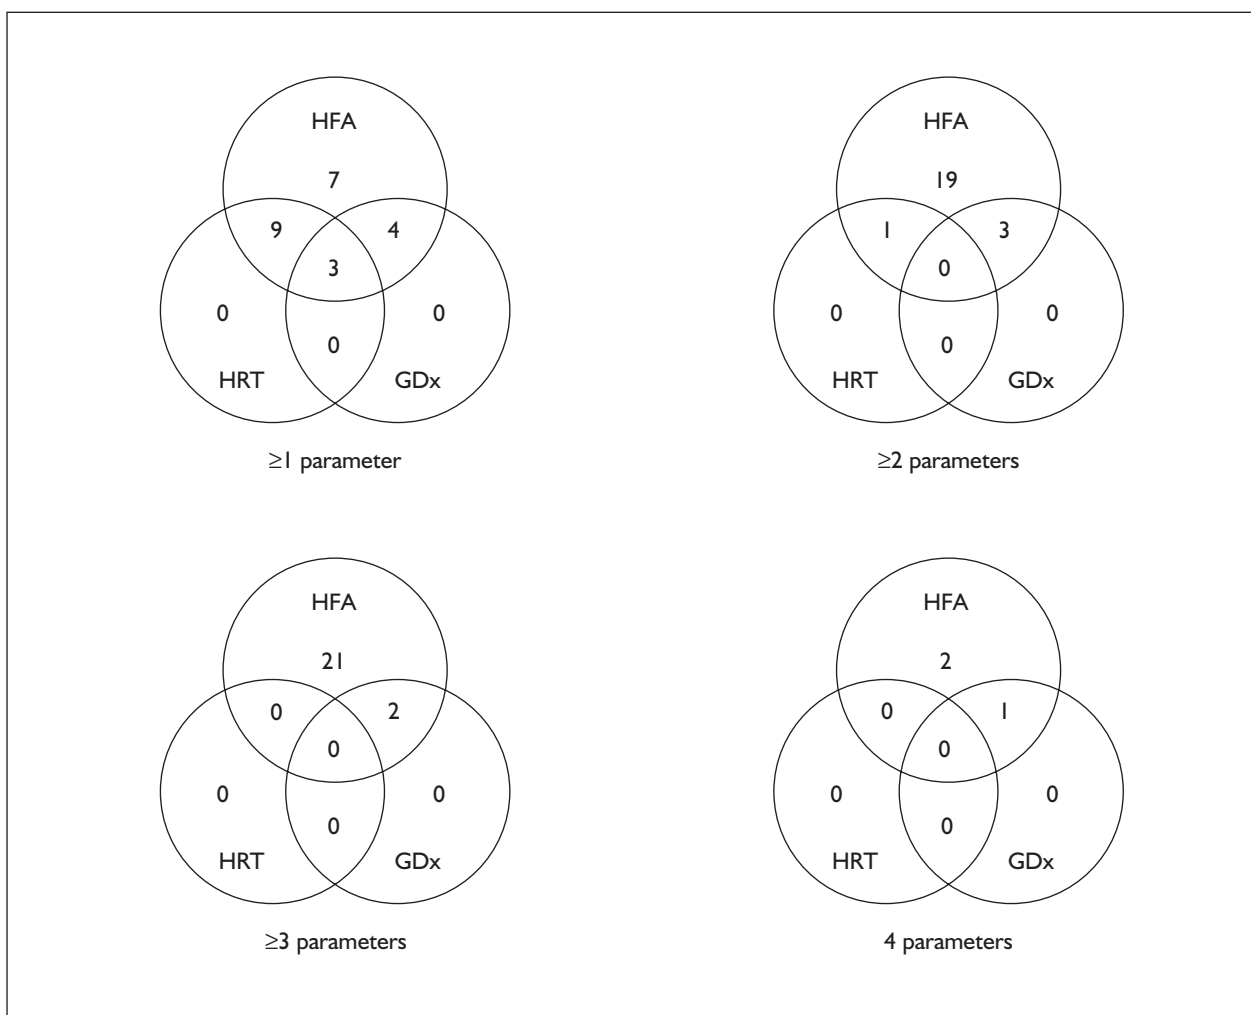 HFA
7
9 4
3
0 0
0
HRT GDx
≥1 parameter
HFA
19
1 3
0
0 0
0
HRT GDx
≥2 parameters
HFA
21
0 2
0
0 0
0
HRT GDx
≥3 parameters
HFA
2
0 1
0
0 0
0
HRT GDx
4 parameters